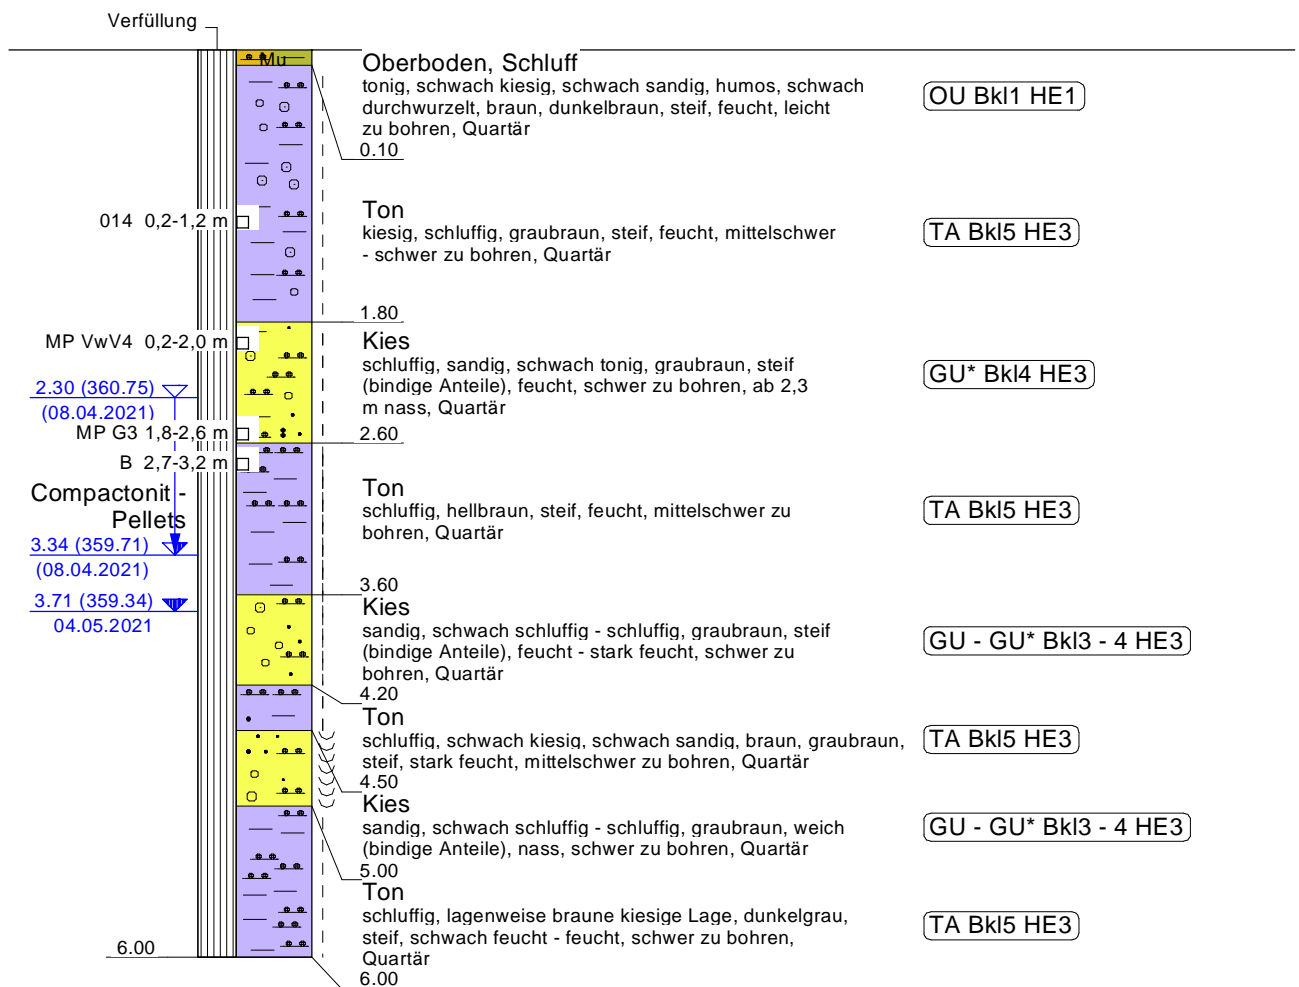 Verfüllung
Mu
Oberboden, Schluff
tonig, schwach kiesig, schwach sandig, humos, schwach
durchwurzelt, braun, dunkelbraun, steif, feucht, leicht
zu bohren, Quartär
0.10
OU Bkl1 HE1
014 0,2-1,2 m
Ton
kiesig, schluffig, graubraun, steif, feucht, mittelschwer
- schwer zu bohren, Quartär
1.80
TA Bkl5 HE3
MP VwV4 0,2-2,0 m
Kies
schluffig, sandig, schwach tonig, graubraun, steif
(bindige Anteile), feucht, schwer zu bohren, ab 2,3
m nass, Quartär
2.60
GU* Bkl4 HE3
2.30 (360.75)
(08.04.2021)
MP G3 1,8-2,6 m
B 2,7-3,2 m
Compactonit -
Pellets
Ton
schluffig, hellbraun, steif, feucht, mittelschwer zu
bohren, Quartär
3.60
TA Bkl5 HE3
3.34 (359.71)
(08.04.2021)
3.71 (359.34)
04.05.2021
Kies
sandig, schwach schluffig - schluffig, graubraun, steif
(bindige Anteile), feucht - stark feucht, schwer zu
bohren, Quartär
4.20
GU - GU* Bkl3 - 4 HE3
Ton
schluffig, schwach kiesig, schwach sandig, braun, graubraun,
steif, stark feucht, mittelschwer zu bohren, Quartär
4.50
TA Bkl5 HE3
Kies
sandig, schwach schluffig - schluffig, graubraun, weich
(bindige Anteile), nass, schwer zu bohren, Quartär
5.00
GU - GU* Bkl3 - 4 HE3
Ton
schluffig, lagenweise braune kiesige Lage, dunkelgrau,
steif, schwach feucht - feucht, schwer zu bohren,
Quartär
6.00
TA Bkl5 HE3
6.00